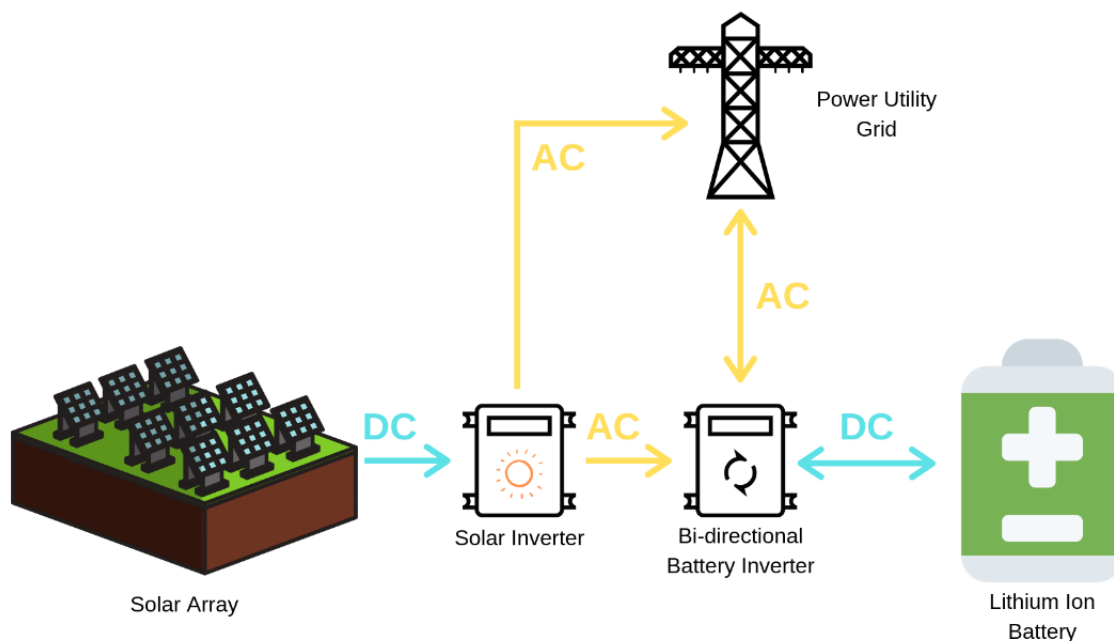 Power Utility
Grid
AC
AC
DC
AC
DC
Solar Inverter
Bi-directional
Battery Inverter
Solar Array
Lithium Ion
Battery